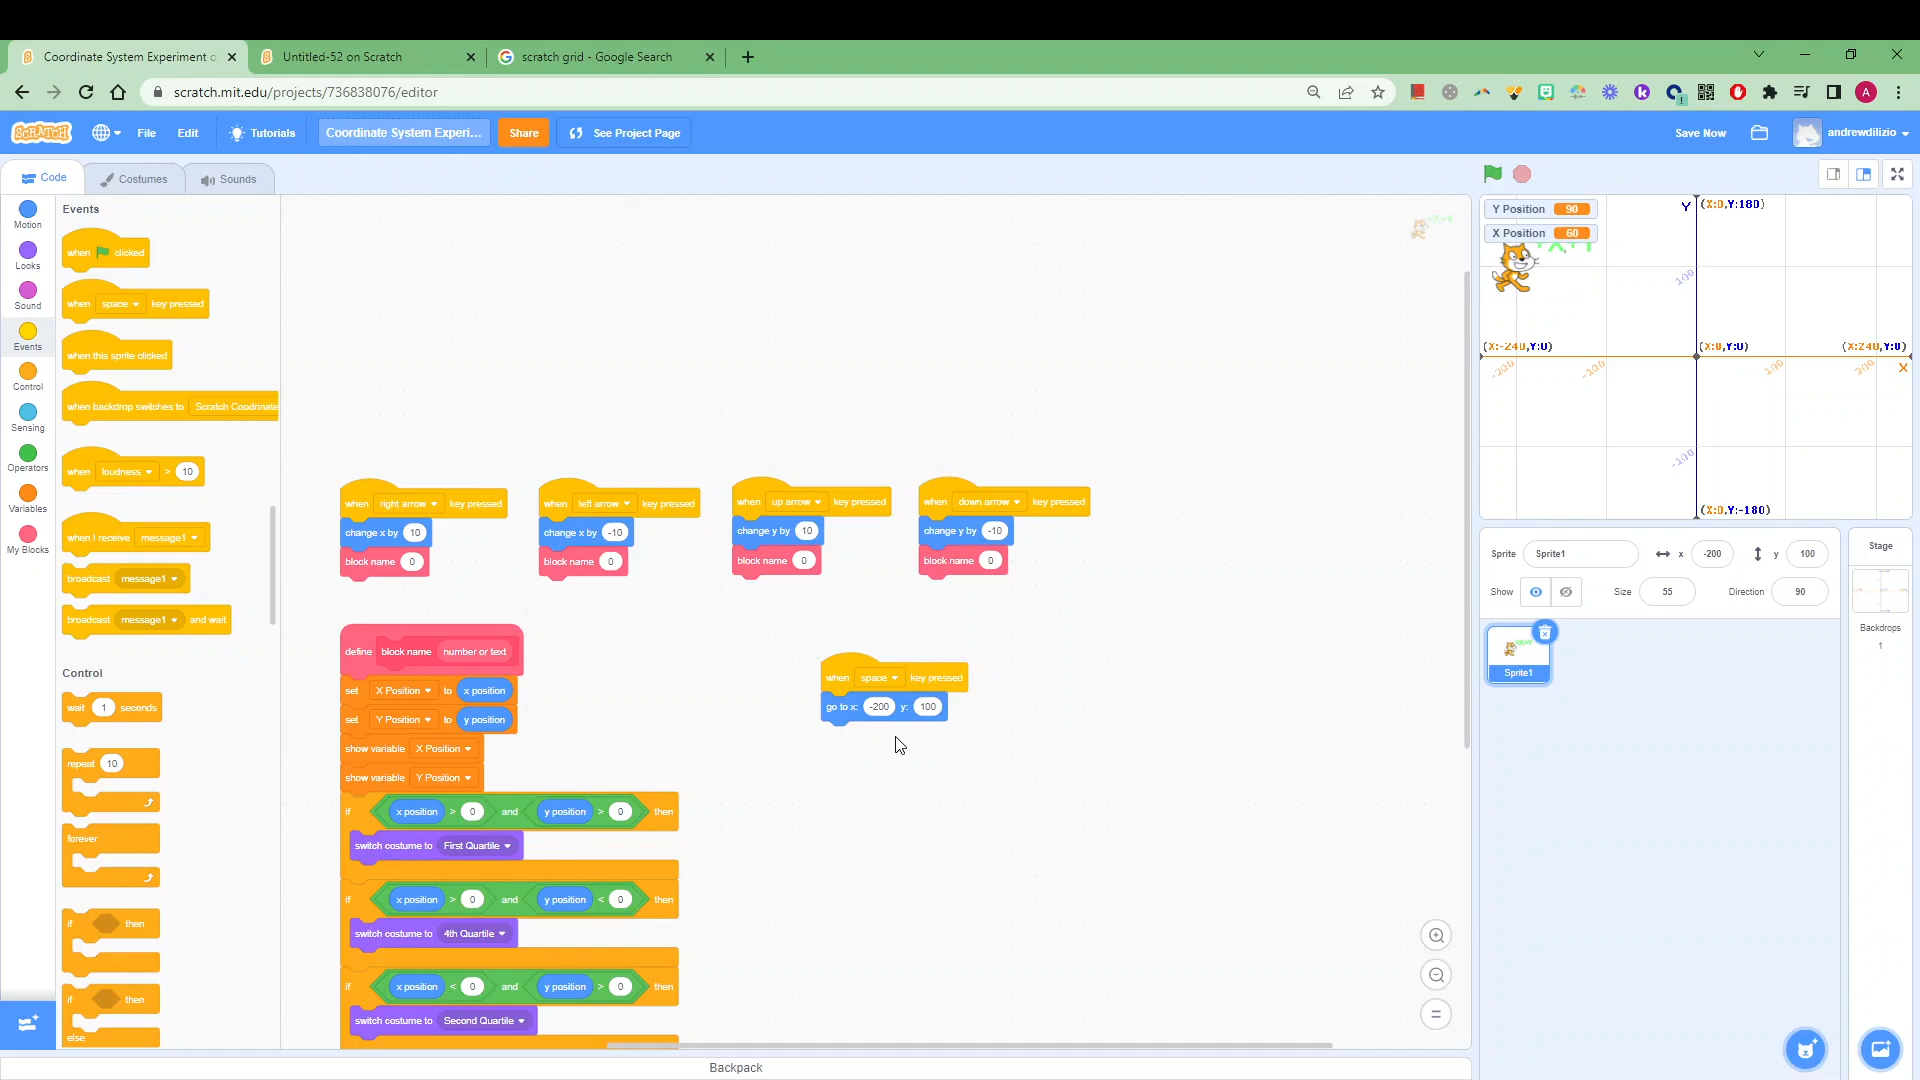 Coordinate System Experiment o
Untitled-52 on Scratch
scratch grid - Google Search
scratch.mit.edu/projects/736838076/editor
A
SCRATCH
File
Edit
Tutorials
Coordinate System Experi...
Share
See Project Page
Save Now
andrewdilizio
Code
Costumes
Sounds
Motion
Looks
Sound
Events
Control
Sensing
Operators
Variables
My Blocks
Events
when clicked
when space key pressed
when this sprite clicked
when backdrop switches to Scratch Coodrinate
when loudness > 10
when I receive message1
broadcast message1
broadcast message1 and wait
Control
wait 1 seconds
repeat 10
forever
if then
if then
else
when right arrow key pressed
change x by 10
block name 0
when left arrow key pressed
change x by -10
block name 0
when up arrow key pressed
change y by 10
block name 0
when down arrow key pressed
change y by -10
block name 0
define block name number or text
set X Position to x position
set Y Position to y position
show variable X Position
show variable Y Position
if x position > 0 and y position > 0 then
switch costume to First Quartile
if x position > 0 and y position < 0 then
switch costume to 4th Quartile
if x position < 0 and y position > 0 then
switch costume to Second Quartile
when space key pressed
go to x: -200 y: 100
Backpack
Y Position 90
X Position 60
Y
(X:0,Y:180)
100
(X:-240,Y:0)
(X:0,Y:0)
(X:240,Y:0)
-200
-100
100
200
X
-100
(X:0,Y:-180)
Sprite Sprite1 x -200 y 100
Show Size 55 Direction 90
Sprite1
Stage
Backdrops
1